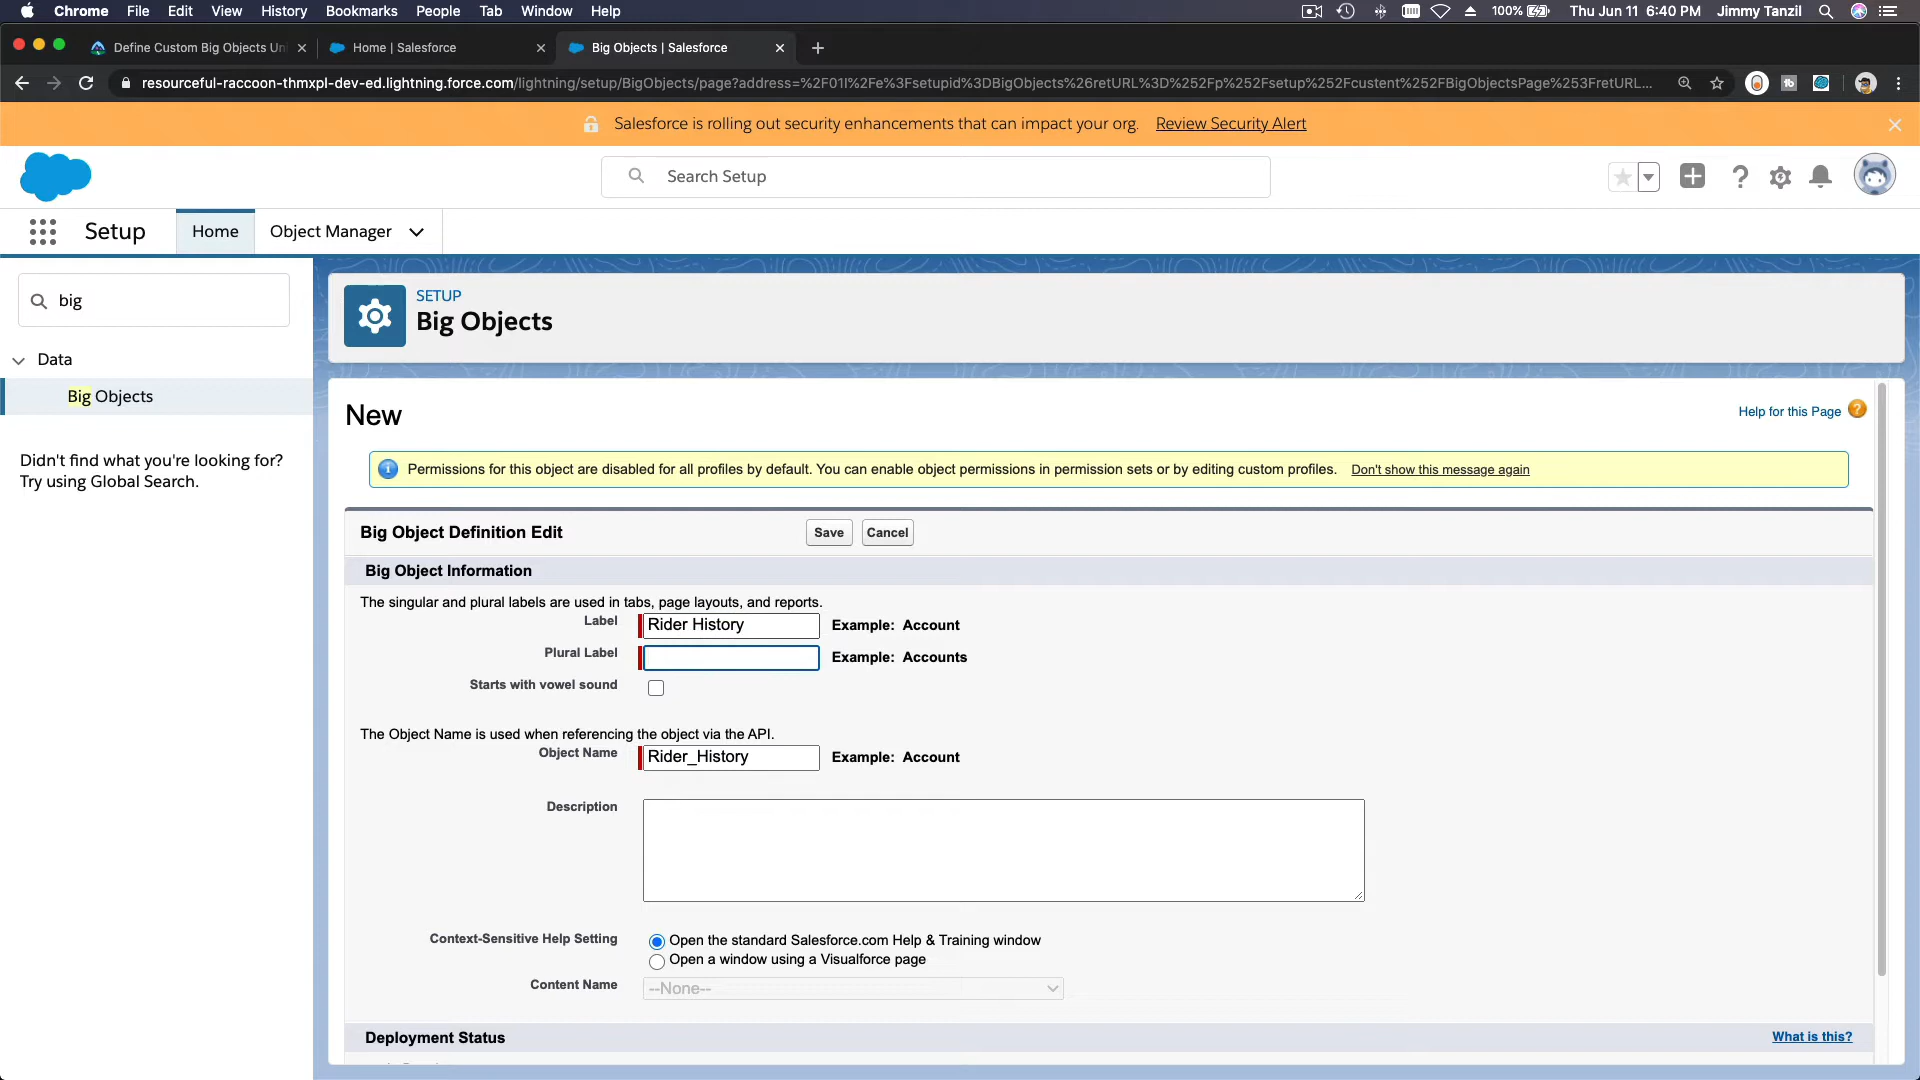 Chrome File Edit View History Bookmarks People Tab Window Help 100% Thu Jun 11 6:40 PM Jimmy Tanzil
Define Custom Big Objects Un Home | Salesforce Big Objects | Salesforce
resourceful-raccoon-thmxpl-dev-ed.lightning.force.com/lightning/setup/BigObjects/page?address=%2F01I%2Fe%3Fsetupid%3DBigObjects%26retURL%3D%252Fp%252Fsetup%252Fcustent%252FBigObjectsPage%253FretURL...
Salesforce is rolling out security enhancements that can impact your org. Review Security Alert
Search Setup
Setup Home Object Manager
big
Data
Big Objects
Didn't find what you're looking for?
Try using Global Search.
SETUP
Big Objects
New
Help for this Page
Permissions for this object are disabled for all profiles by default. You can enable object permissions in permission sets or by editing custom profiles. Don't show this message again
Big Object Definition Edit Save Cancel
Big Object Information
The singular and plural labels are used in tabs, page layouts, and reports.
Label Rider History Example: Account
Plural Label Example: Accounts
Starts with vowel sound
The Object Name is used when referencing the object via the API.
Object Name Rider_History Example: Account
Description
Context-Sensitive Help Setting Open the standard Salesforce.com Help & Training window
Open a window using a Visualforce page
Content Name --None--
Deployment Status What is this?